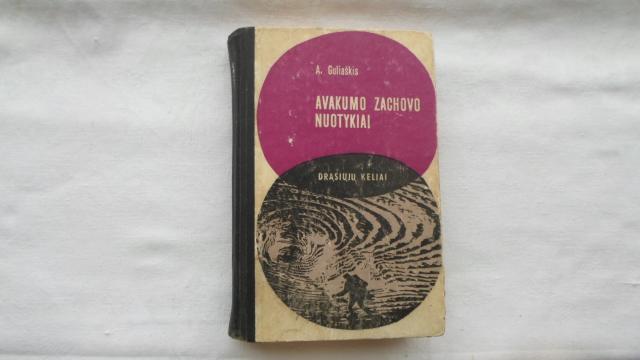 A. Guliaškis
AVAKUMO ZACHOVO
NUOTYKIAI
DRĄSIŲJŲ KELIAI